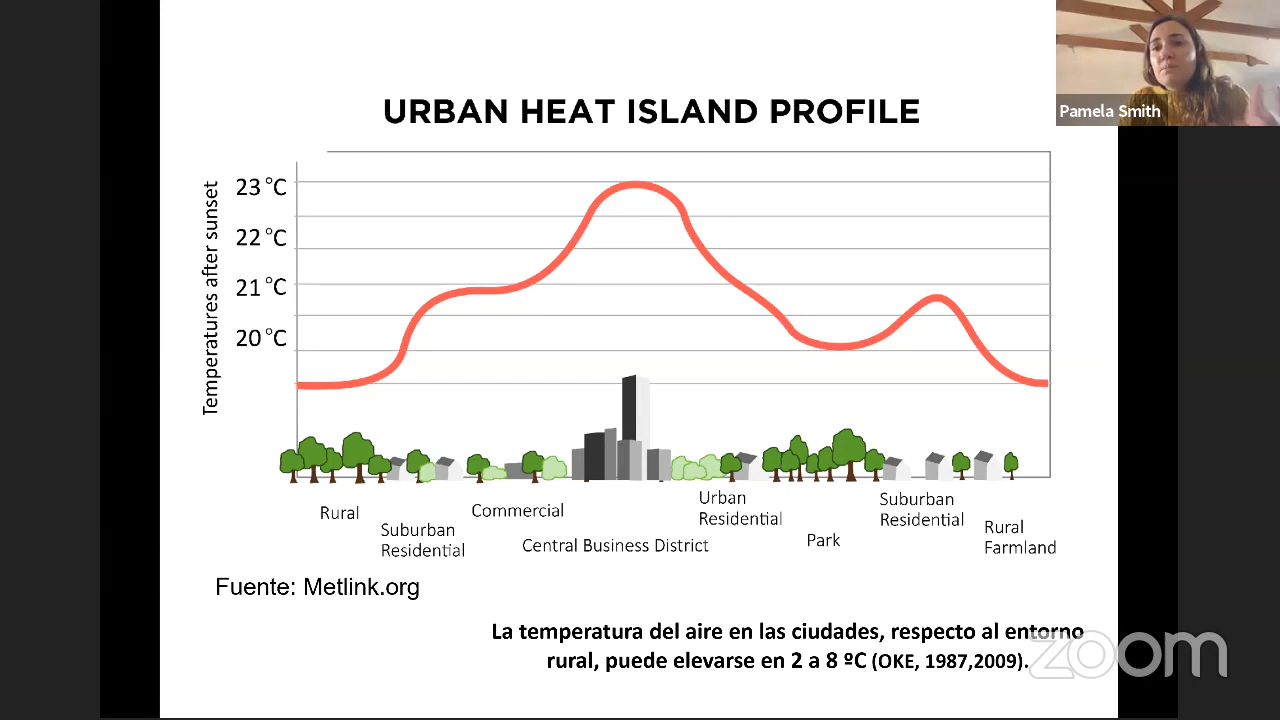 Pamela Smith
URBAN HEAT ISLAND PROFILE
Temperatures after sunset
23 °C
22 °C
21 °C
20 °C
Rural
Suburban
Residential
Commercial
Central Business District
Urban
Residential
Park
Suburban
Residential
Rural
Farmland
Fuente: Metlink.org
La temperatura del aire en las ciudades, respecto al entorno
rural, puede elevarse en 2 a 8 ºC (OKE, 1987,2009).
zoom